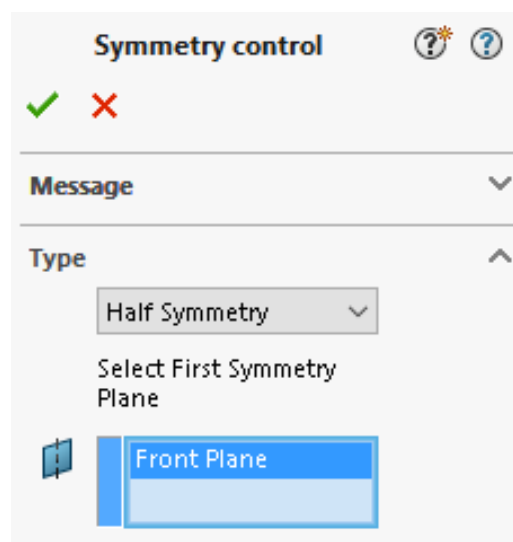 Symmetry control
Message
Type
Half Symmetry
Select First Symmetry
Plane
Front Plane